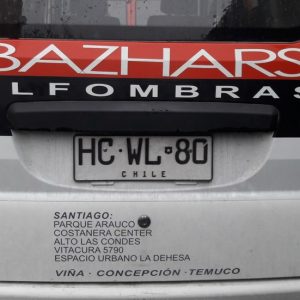 BAZHARS
LFOMBRAS
HC·WL·80
CHILE
SANTIAGO:
PARQUE ARAUCO
COSTANERA CENTER
ALTO LAS CONDES
VITACURA 5790
ESPACIO URBANO LA DEHESA
VIÑA · CONCEPCIÓN · TEMUCO